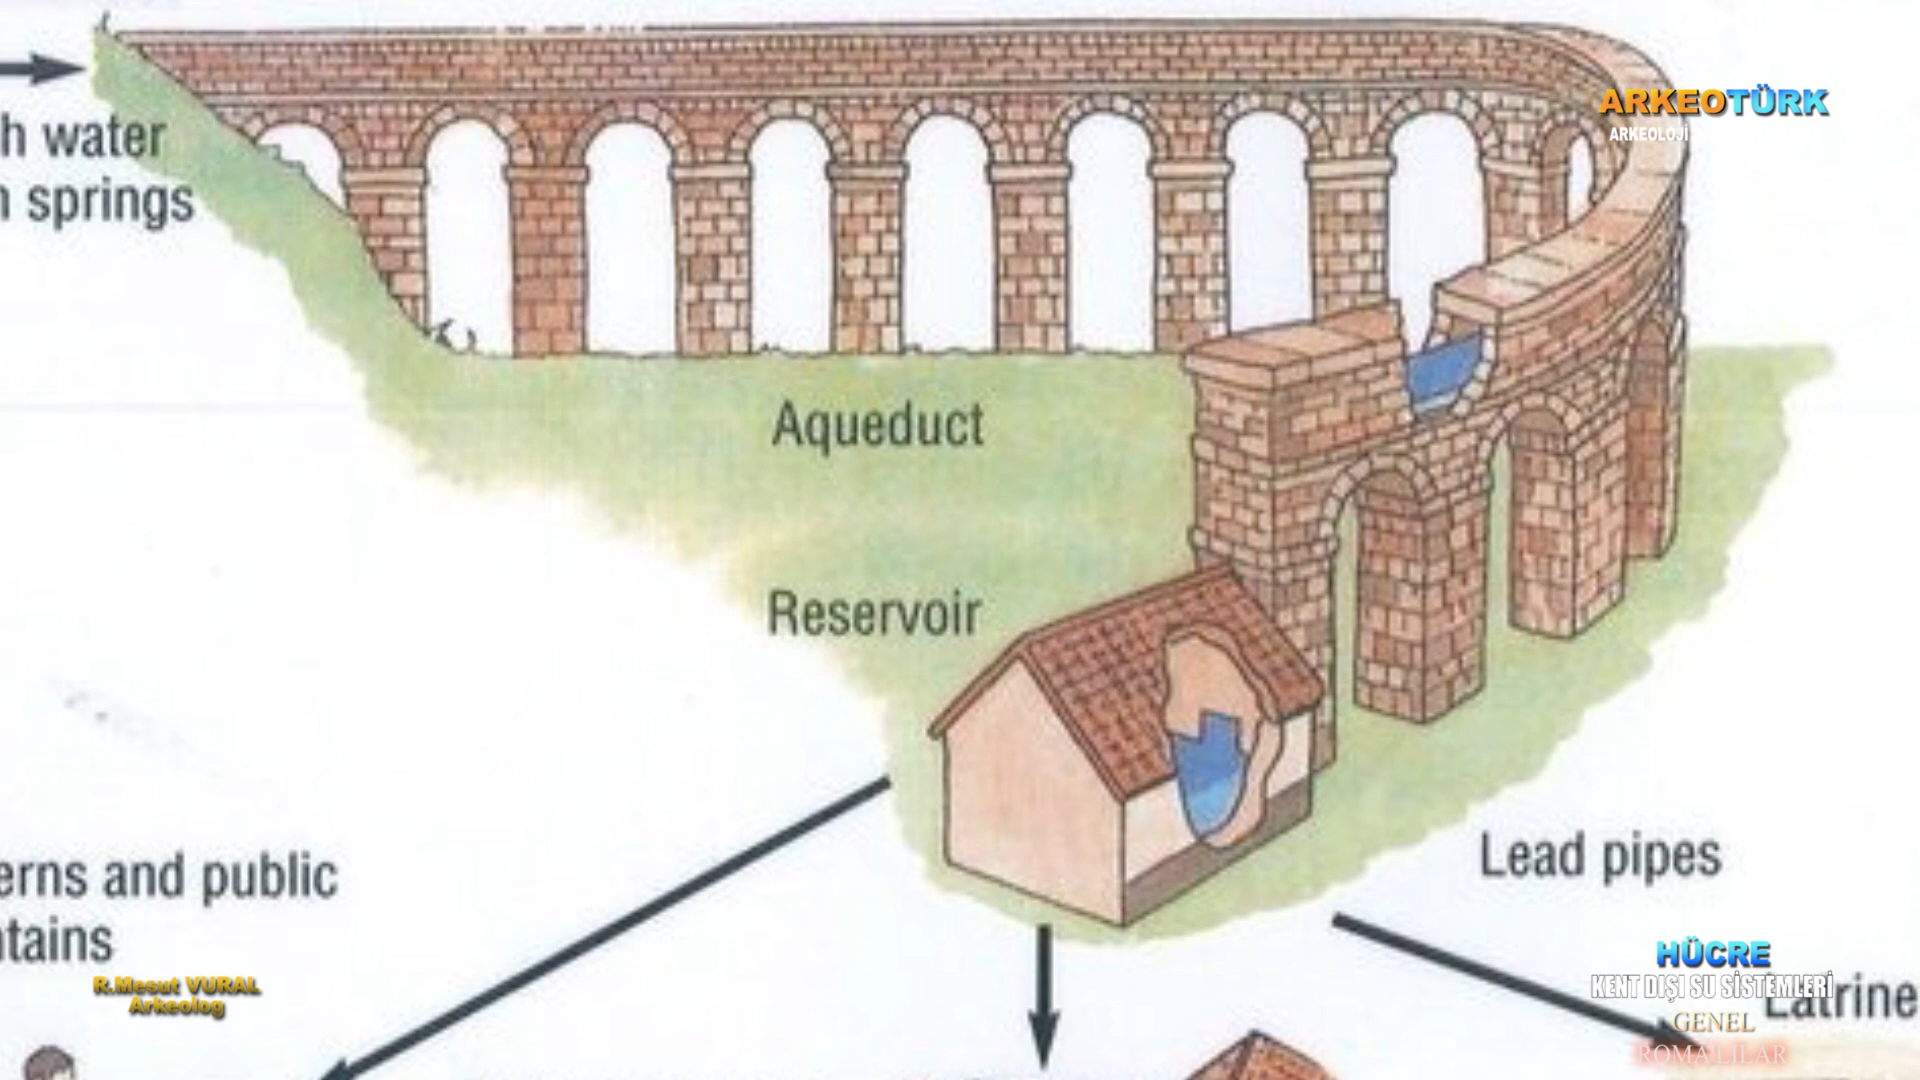 ARKEOTÜRK
ARKEOLOJİ
h water
springs
Aqueduct
Reservoir
Lead pipes
erns and public
ntains
R.Mesut VURAL
Arkeolog
HÜCRE
KENT DIŞI SU SİSTEMLERİ
Latrine
GENEL
ROMALILAR